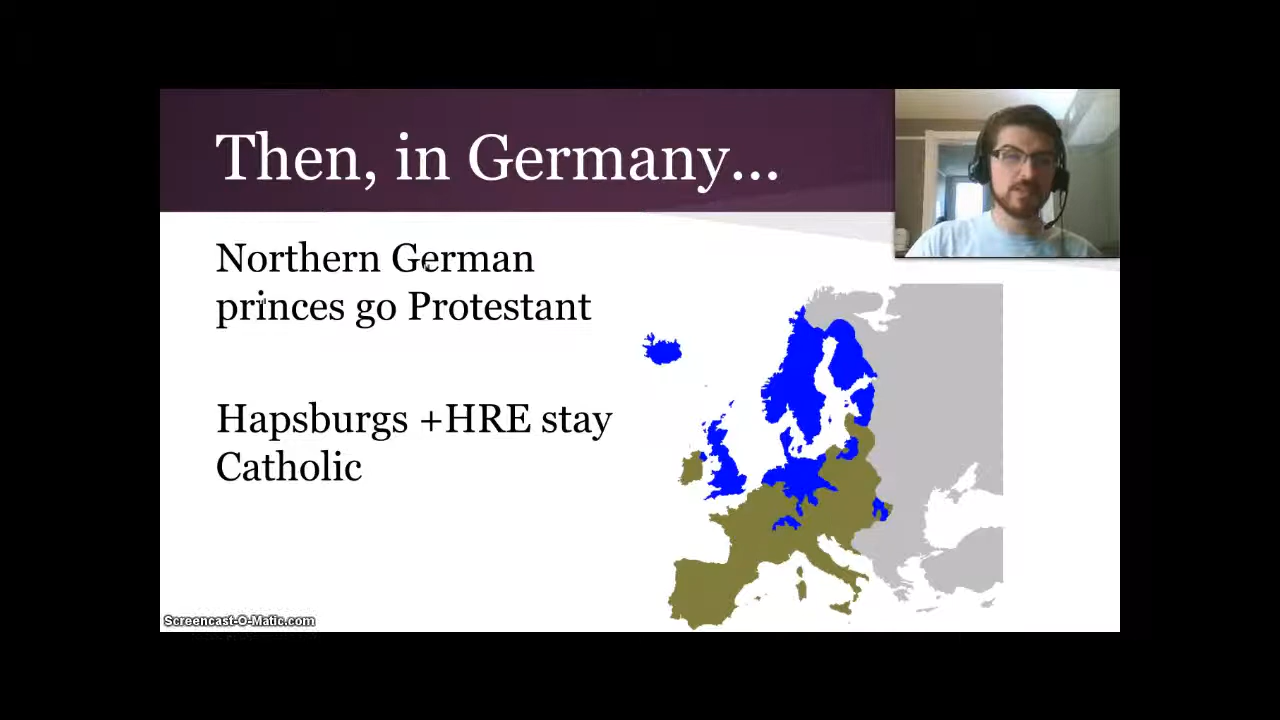 Then, in Germany...
Northern German
princes go Protestant
Hapsburgs +HRE stay
Catholic
Screencast-O-Matic.com